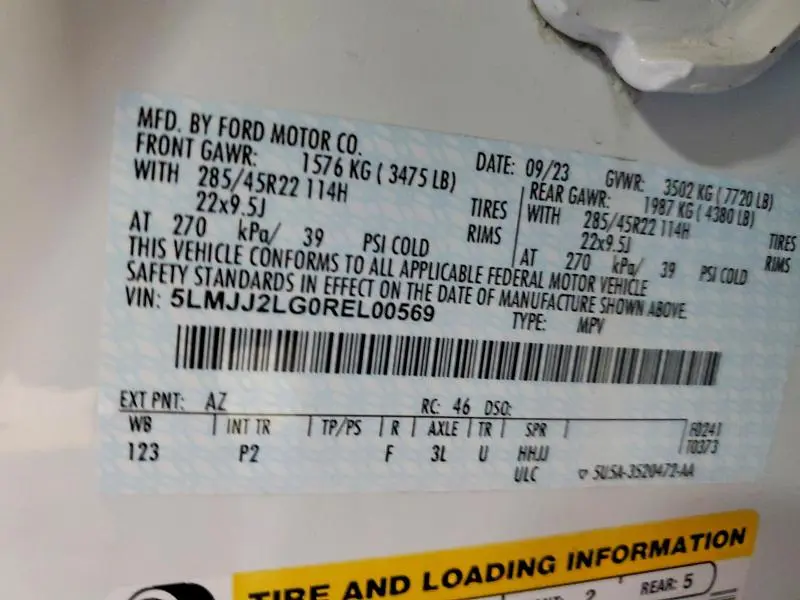 MFD. BY FORD MOTOR CO.
DATE: 09/23 GVWR: 3502 KG ( 7720 LB)
FRONT GAWR: 1576 KG ( 3475 LB)
WITH 285/45R22 114H TIRES
22x9.5J RIMS
AT 270 kPa/ 39 PSI COLD
REAR GAWR: 1987 KG ( 4380 LB)
WITH 285/45R22 114H TIRES
22x9.5J RIMS
AT 270 kPa/ 39 PSI COLD
THIS VEHICLE CONFORMS TO ALL APPLICABLE FEDERAL MOTOR VEHICLE
SAFETY STANDARDS IN EFFECT ON THE DATE OF MANUFACTURE SHOWN ABOVE.
VIN: 5LMJJ2LG0REL00569
TYPE: MPV
EXT PNT: AZ RC: 46 DSO:
WB INT TR TP/PS R AXLE TR SPR
123 P2 F 3L U HHJJ
F0241
T0373
ULC 5U5A-3520472-AA
TIRE AND LOADING INFORMATION
2 REAR: 5